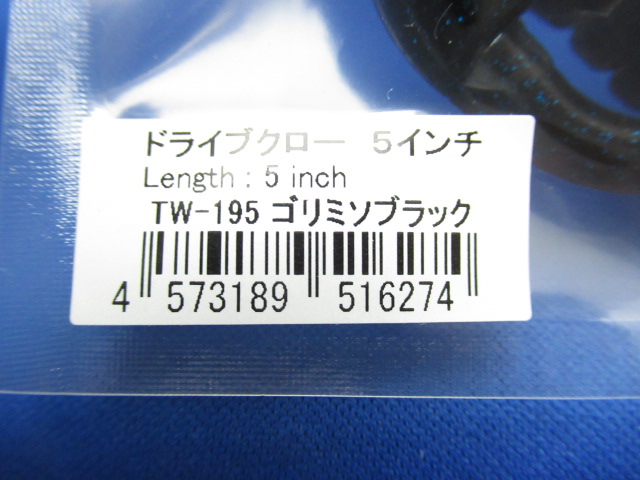 ドライブクロー 5インチ
Length : 5 inch
TW-195 ゴリミソブラック
4 573189 516274